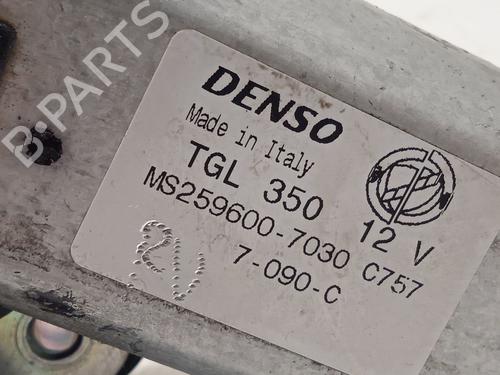 B-PARTS
DENSO
Made in Italy
TGL 350
MS259600-7030 C757
12 V
7-090-C